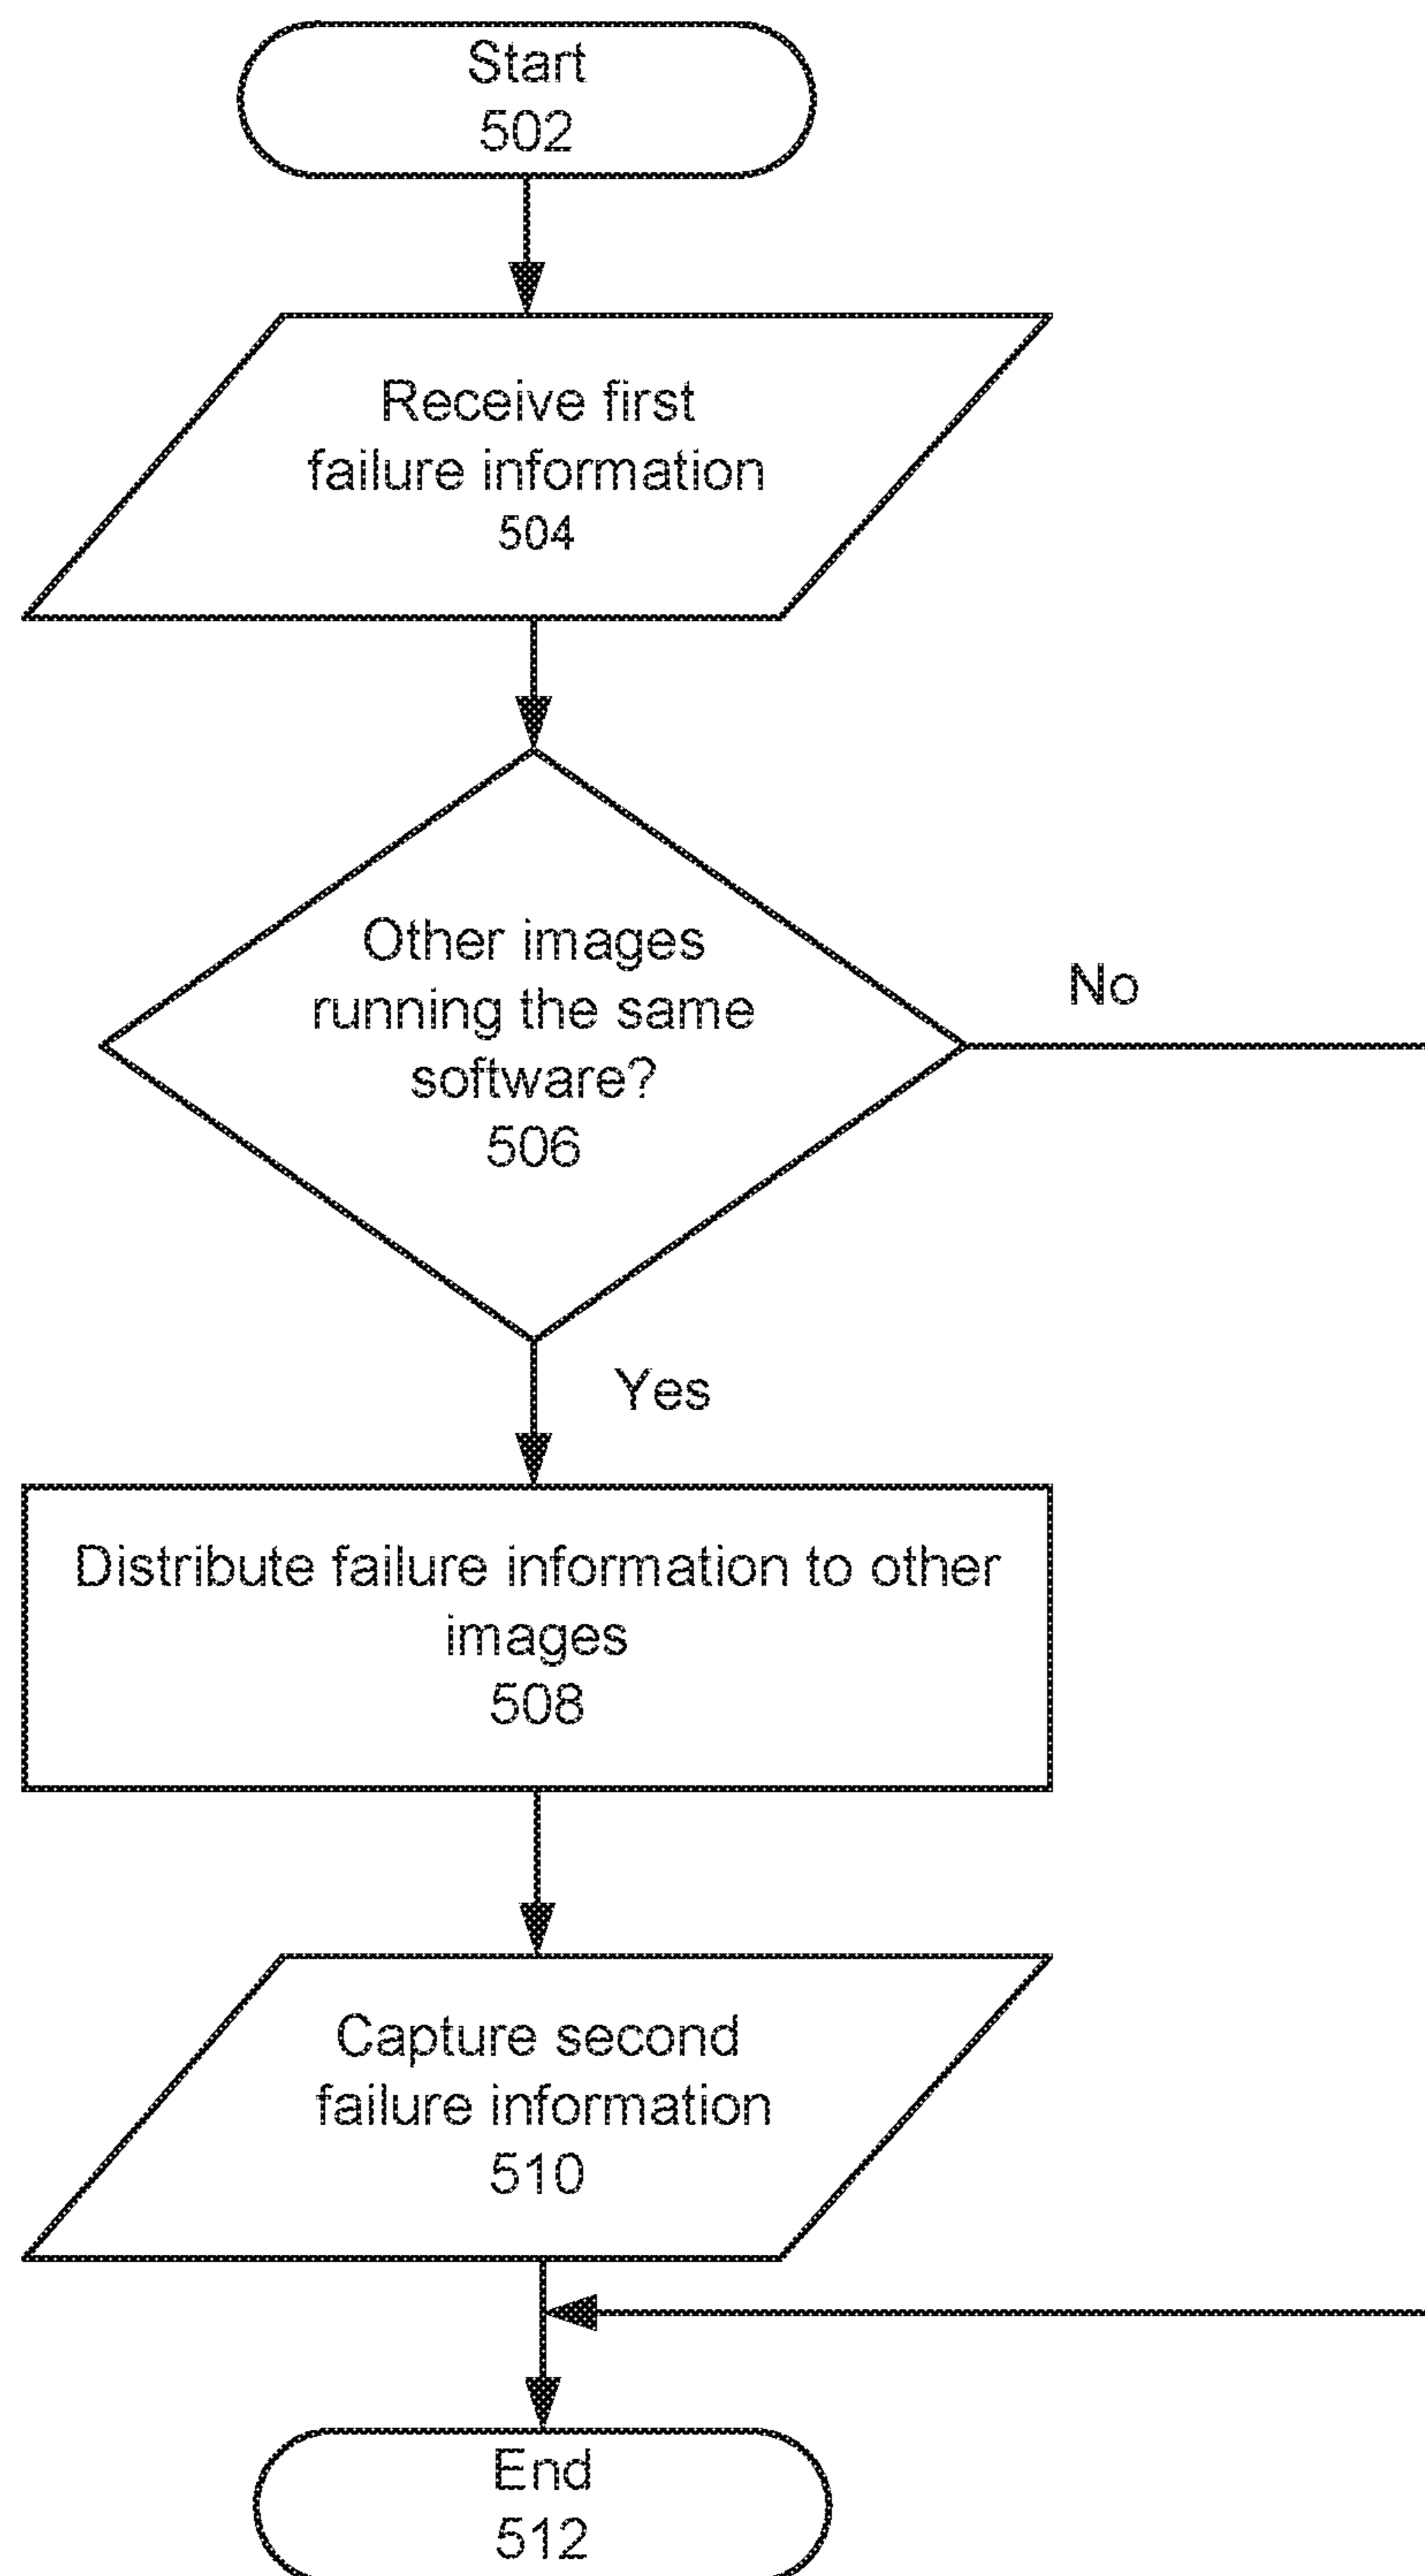 Start
502
Receive first
failure information
504
Other images
running the same
software?
506
No
Yes
Distribute failure information to other
images
508
Capture second
failure information
510
End
512